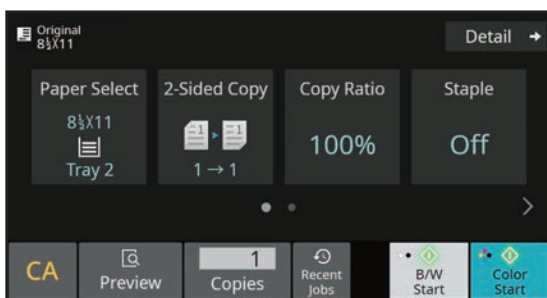 Original
8½X11
Detail
Paper Select
8½X11
Tray 2
2-Sided Copy
1 1
1 → 1
Copy Ratio
100%
Staple
Off
CA
Preview
1
Copies
Recent
Jobs
B/W
Start
Color
Start